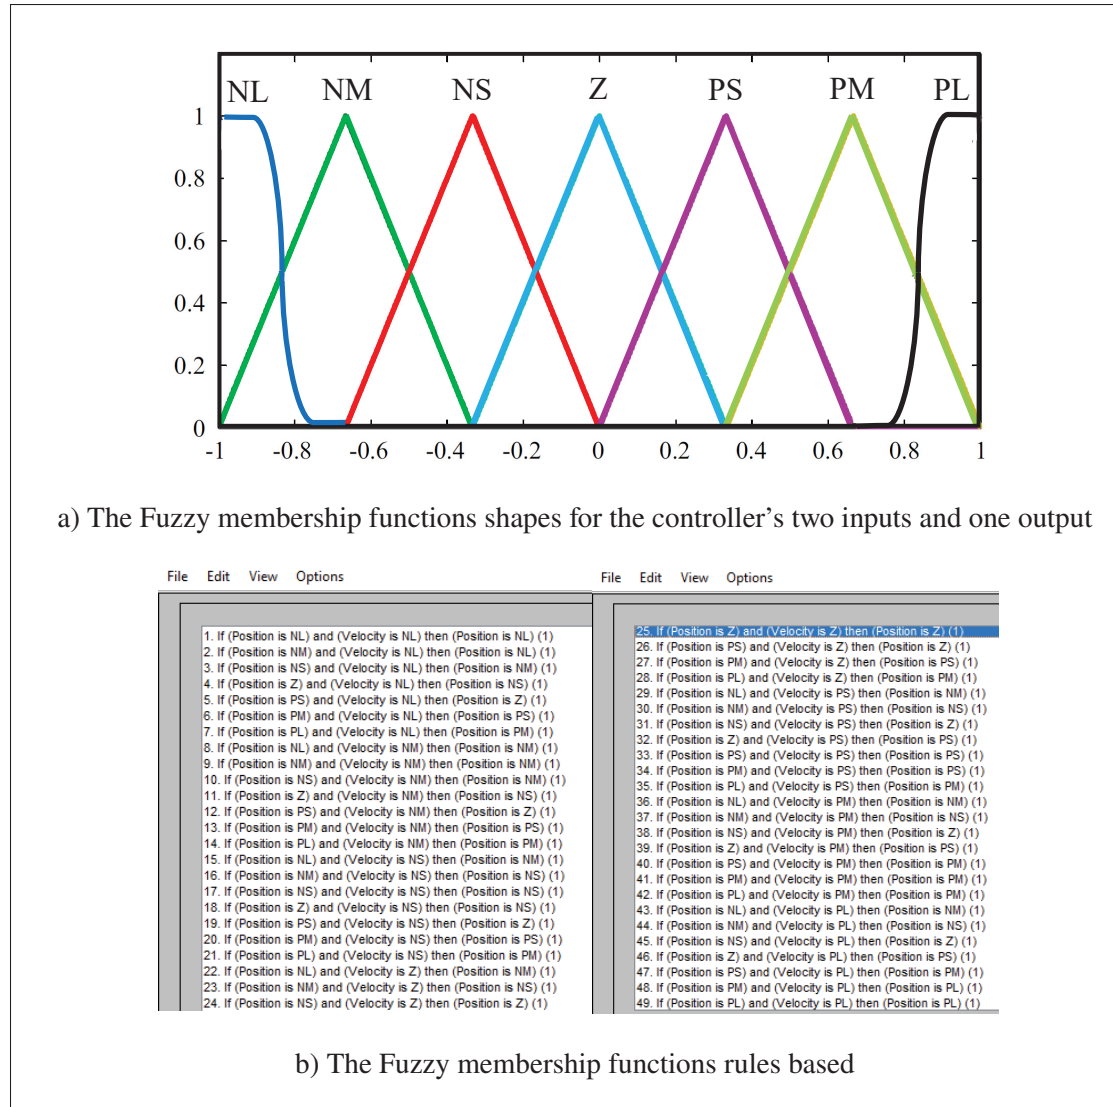 NL NM NS Z PS PM PL
1
0.8
0.6
0.4
0.2
0
-1 -0.8 -0.6 -0.4 -0.2 0 0.2 0.4 0.6 0.8 1
a) The Fuzzy membership functions shapes for the controller's two inputs and one output
File Edit View Options
1. If (Position is NL) and (Velocity is NL) then (Position is NL) (1)
2. If (Position is NM) and (Velocity is NL) then (Position is NL) (1)
3. If (Position is NS) and (Velocity is NL) then (Position is NM) (1)
4. If (Position is Z) and (Velocity is NL) then (Position is NS) (1)
5. If (Position is PS) and (Velocity is NL) then (Position is Z) (1)
6. If (Position is PM) and (Velocity is NL) then (Position is PS) (1)
7. If (Position is PL) and (Velocity is NL) then (Position is PM) (1)
8. If (Position is NL) and (Velocity is NM) then (Position is NM) (1)
9. If (Position is NM) and (Velocity is NM) then (Position is NM) (1)
10. If (Position is NS) and (Velocity is NM) then (Position is NM) (1)
11. If (Position is Z) and (Velocity is NM) then (Position is NS) (1)
12. If (Position is PS) and (Velocity is NM) then (Position is Z) (1)
13. If (Position is PM) and (Velocity is NM) then (Position is PS) (1)
14. If (Position is PL) and (Velocity is NM) then (Position is PM) (1)
15. If (Position is NL) and (Velocity is NS) then (Position is NM) (1)
16. If (Position is NM) and (Velocity is NS) then (Position is NS) (1)
17. If (Position is NS) and (Velocity is NS) then (Position is NS) (1)
18. If (Position is Z) and (Velocity is NS) then (Position is NS) (1)
19. If (Position is PS) and (Velocity is NS) then (Position is Z) (1)
20. If (Position is PM) and (Velocity is NS) then (Position is PS) (1)
21. If (Position is PL) and (Velocity is NS) then (Position is PM) (1)
22. If (Position is NL) and (Velocity is Z) then (Position is NM) (1)
23. If (Position is NM) and (Velocity is Z) then (Position is NS) (1)
24. If (Position is NS) and (Velocity is Z) then (Position is Z) (1)
File Edit View Options
25. If (Position is Z) and (Velocity is Z) then (Position is Z) (1)
26. If (Position is PS) and (Velocity is Z) then (Position is Z) (1)
27. If (Position is PM) and (Velocity is Z) then (Position is PS) (1)
28. If (Position is PL) and (Velocity is Z) then (Position is PM) (1)
29. If (Position is NL) and (Velocity is PS) then (Position is NM) (1)
30. If (Position is NM) and (Velocity is PS) then (Position is NS) (1)
31. If (Position is NS) and (Velocity is PS) then (Position is Z) (1)
32. If (Position is Z) and (Velocity is PS) then (Position is PS) (1)
33. If (Position is PS) and (Velocity is PS) then (Position is PS) (1)
34. If (Position is PM) and (Velocity is PS) then (Position is PS) (1)
35. If (Position is PL) and (Velocity is PS) then (Position is PM) (1)
36. If (Position is NL) and (Velocity is PM) then (Position is NM) (1)
37. If (Position is NM) and (Velocity is PM) then (Position is NS) (1)
38. If (Position is NS) and (Velocity is PM) then (Position is Z) (1)
39. If (Position is Z) and (Velocity is PM) then (Position is PS) (1)
40. If (Position is PS) and (Velocity is PM) then (Position is PM) (1)
41. If (Position is PM) and (Velocity is PM) then (Position is PM) (1)
42. If (Position is PL) and (Velocity is PM) then (Position is PM) (1)
43. If (Position is NL) and (Velocity is PL) then (Position is NM) (1)
44. If (Position is NM) and (Velocity is PL) then (Position is NS) (1)
45. If (Position is NS) and (Velocity is PL) then (Position is Z) (1)
46. If (Position is Z) and (Velocity is PL) then (Position is PS) (1)
47. If (Position is PS) and (Velocity is PL) then (Position is PM) (1)
48. If (Position is PM) and (Velocity is PL) then (Position is PL) (1)
49. If (Position is PL) and (Velocity is PL) then (Position is PL) (1)
b) The Fuzzy membership functions rules based